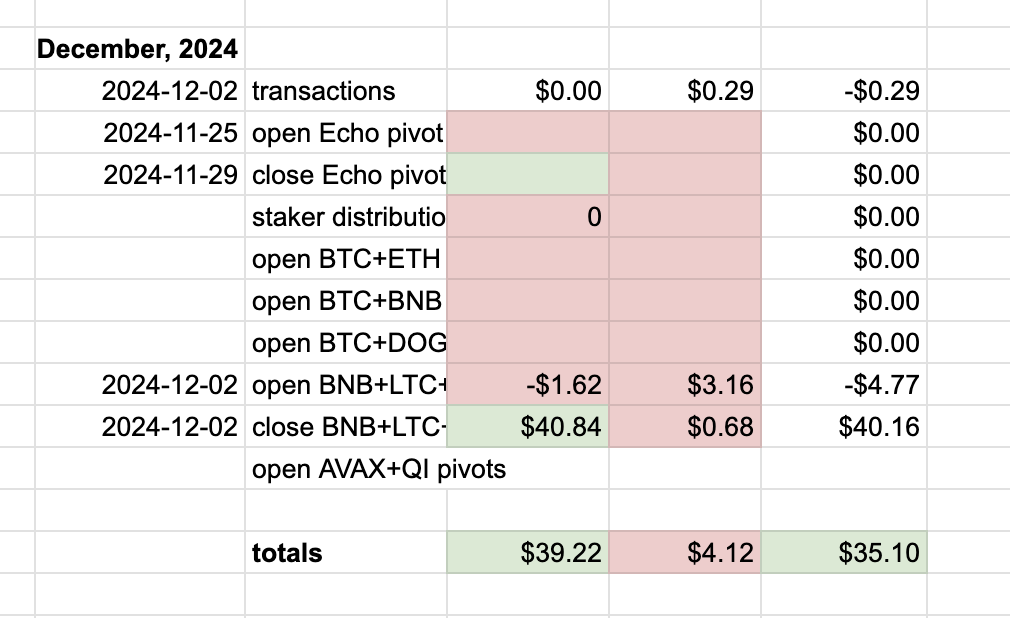 December, 2024
2024-12-02 transactions $0.00 $0.29 -$0.29
2024-11-25 open Echo pivot $0.00
2024-11-29 close Echo pivot $0.00
staker distributio 0 $0.00
open BTC+ETH $0.00
open BTC+BNB $0.00
open BTC+DOG $0.00
2024-12-02 open BNB+LTC+ -$1.62 $3.16 -$4.77
2024-12-02 close BNB+LTC- $40.84 $0.68 $40.16
open AVAX+QI pivots
totals $39.22 $4.12 $35.10